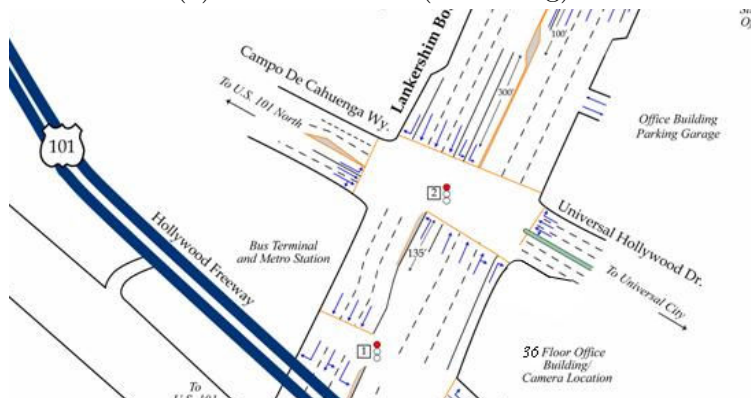 Campo De Cahuenga Wy.
Lankershim Bo
100'
To U.S. 101
North
300'
101
Office Building
Parking Garage
2
Universal Hollywood Dr.
Hollywood Freeway
Bus Terminal
and Metro Station
135'
To Universal City
1
36 Floor Office
Building/
Camera Location
To